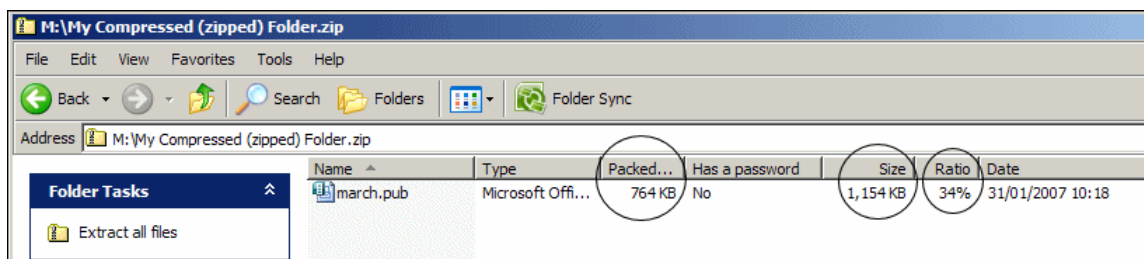 M:\My Compressed (zipped) Folder.zip
File Edit View Favorites Tools Help
Back Search Folders Folder Sync
Address M:\My Compressed (zipped) Folder.zip
Name Type Packed... Has a password Size Ratio Date
march.pub Microsoft Offi... 764 KB No 1,154 KB 34% 31/01/2007 10:18
Folder Tasks
Extract all files